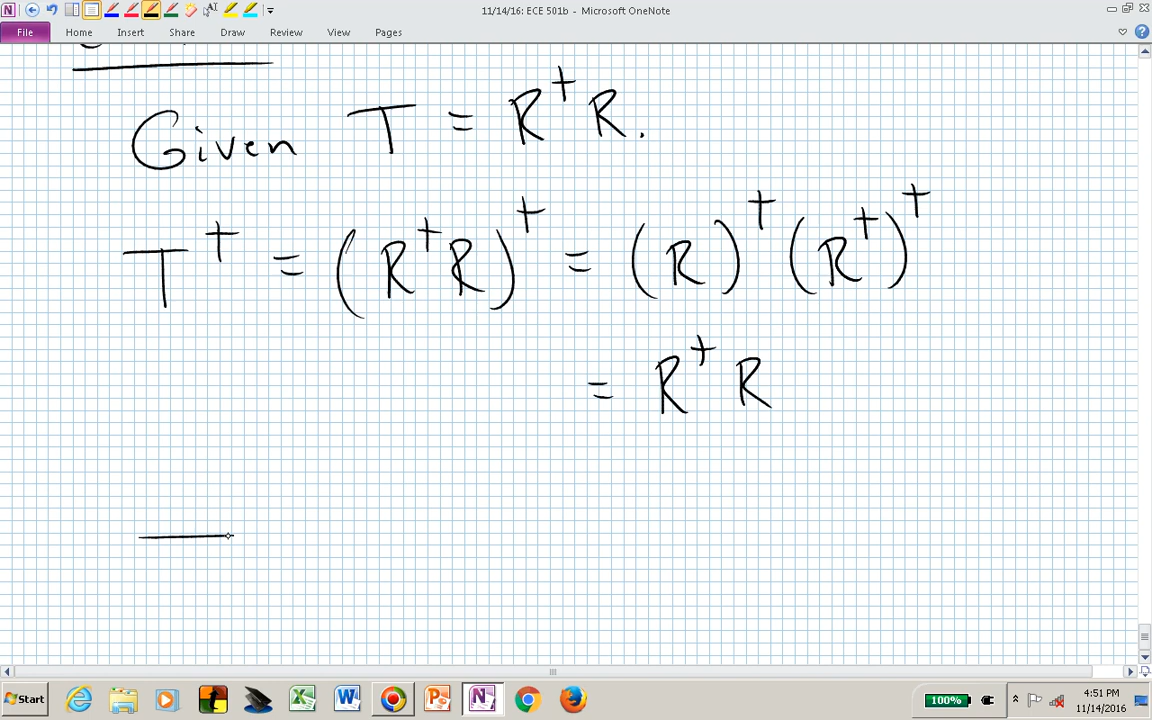 11/14/16: ECE 501b - Microsoft OneNote
File Home Insert Share Draw Review View Pages
Given T = R† R.
T† = (R† R)† = (R)† (R†)†
= R† R
Start
100%
4:51 PM
11/14/2016